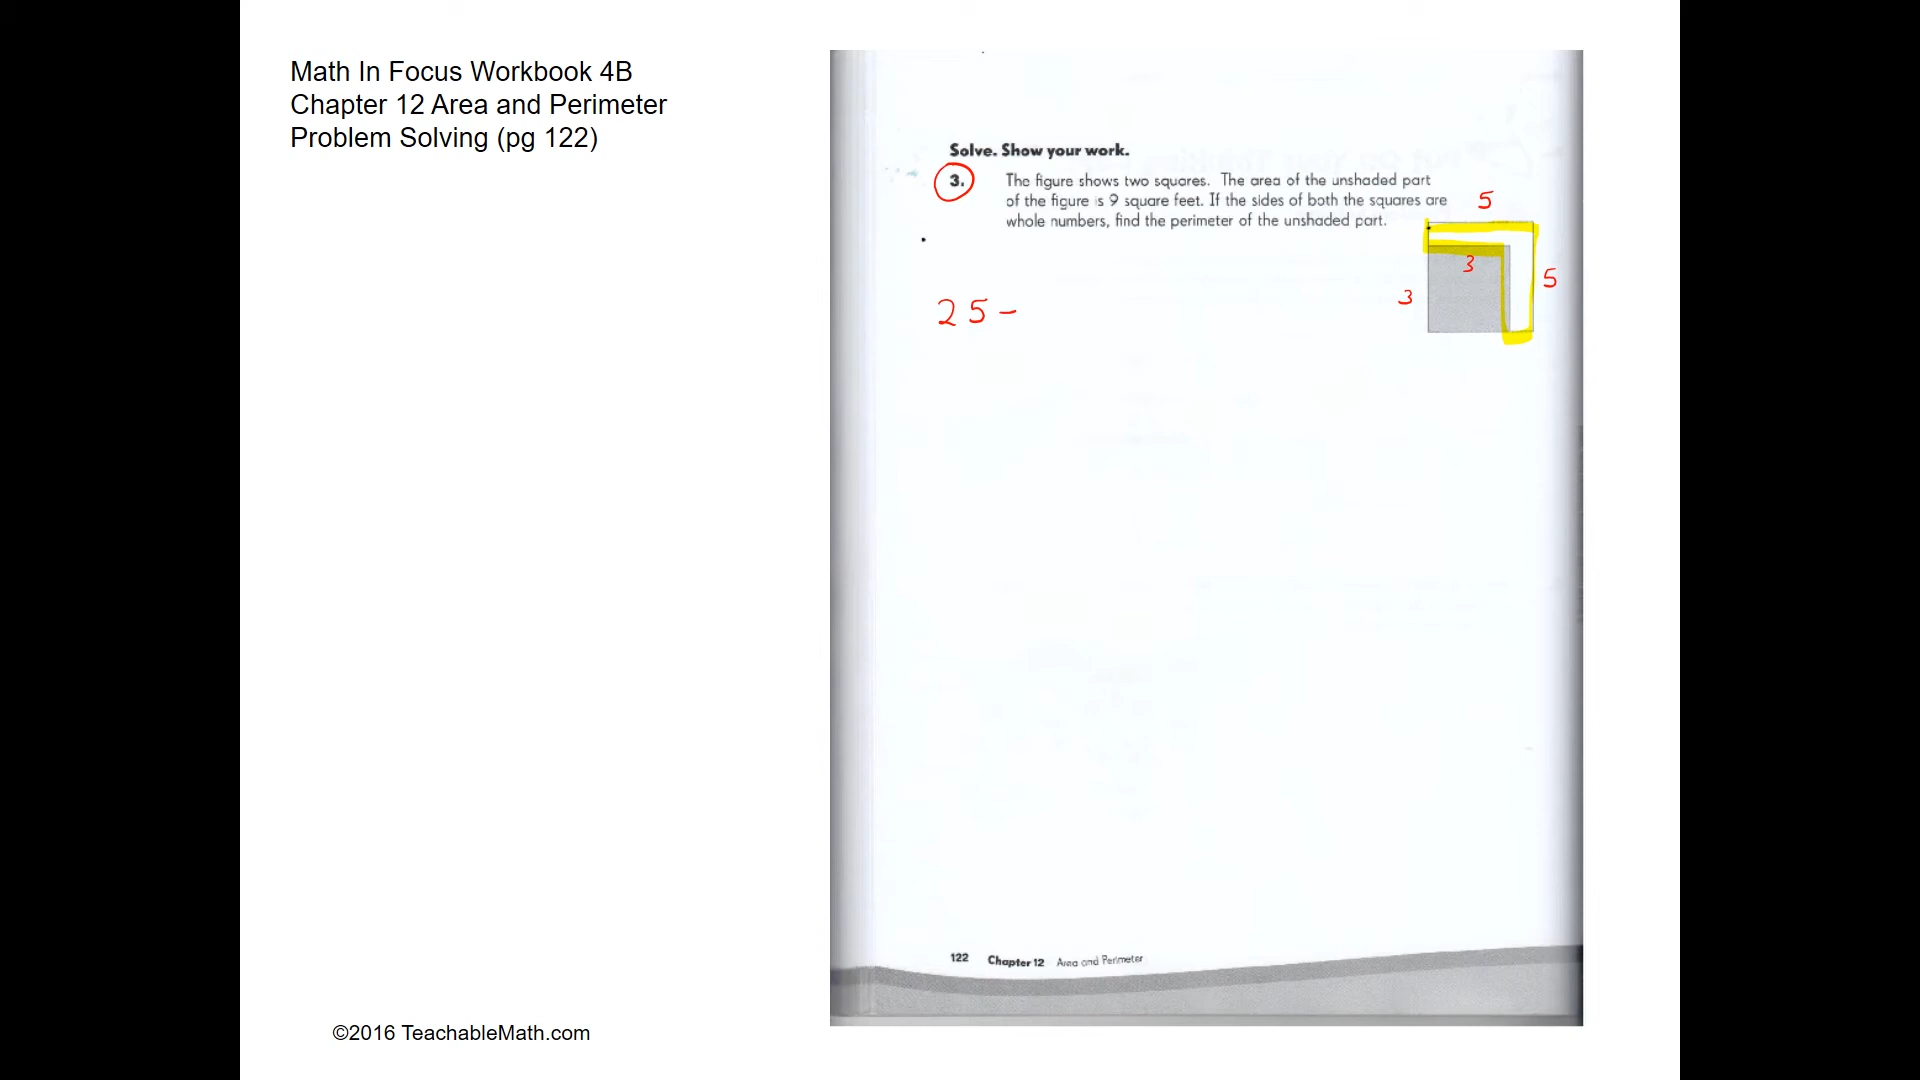 Math In Focus Workbook 4B
Chapter 12 Area and Perimeter
Problem Solving (pg 122)
Solve. Show your work.
3. The figure shows two squares. The area of the unshaded part
of the figure is 9 square feet. If the sides of both the squares are
whole numbers, find the perimeter of the unshaded part.
5
3
3
5
25 -
122 Chapter 12 Area and Perimeter
©2016 TeachableMath.com